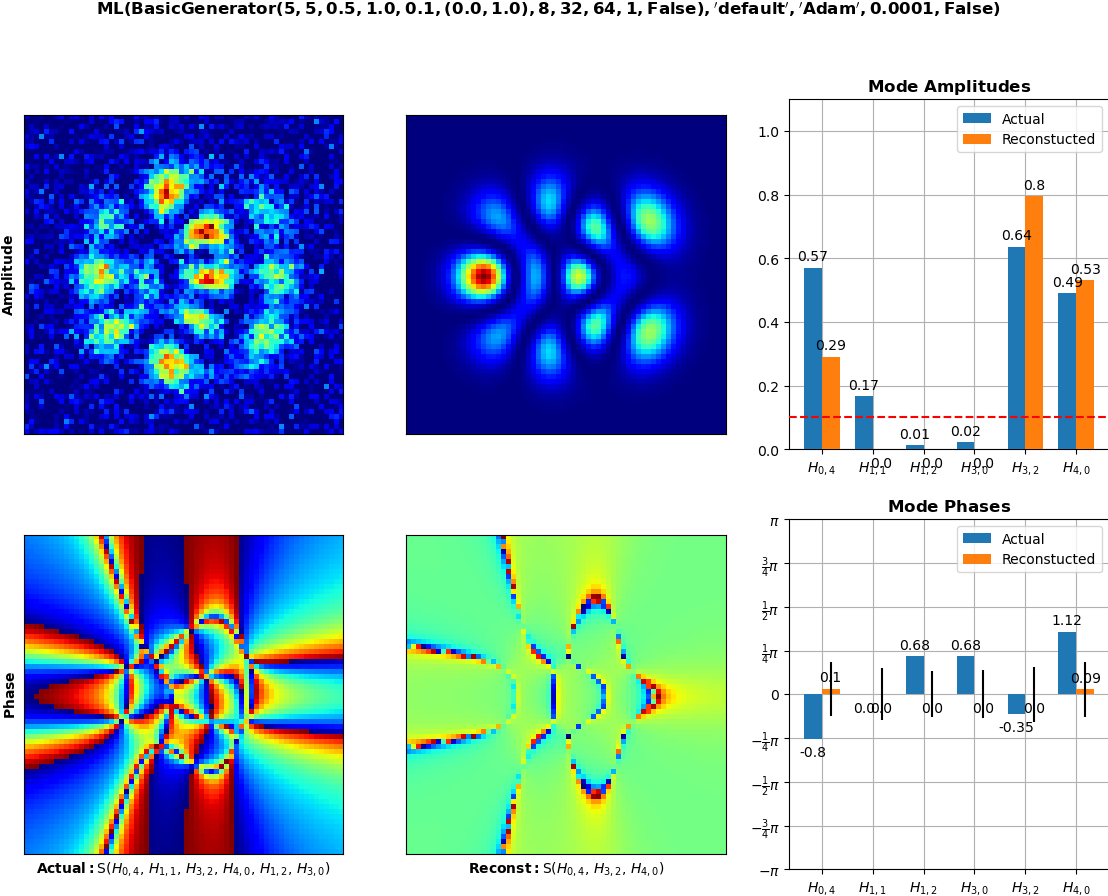 ML(BasicGenerator(5, 5, 0.5, 1.0, 0.1, (0.0, 1.0), 8, 32, 64, 1, False), 'default', 'Adam', 0.0001, False)
Amplitude
Mode Amplitudes
Actual
Reconstucted
1.0
0.8
0.6
0.4
0.2
0.0
0.57
0.29
0.17
0.0
0.01
0.0
0.02
0.0
0.64
0.8
0.49
0.53
H0,4
H1,1
H1,2
H3,0
H3,2
H4,0
Phase
Mode Phases
Actual
Reconstucted
π
3/4π
1/2π
1/4π
0
−1/4π
−1/2π
−3/4π
−π
-0.8
0.1
0.0
0.0
0.68
0.0
0.68
0.0
-0.35
0.0
1.12
0.09
H0,4
H1,1
H1,2
H3,0
H3,2
H4,0
Actual: S(H0,4, H1,1, H3,2, H4,0, H1,2, H3,0)
Reconst: S(H0,4, H3,2, H4,0)